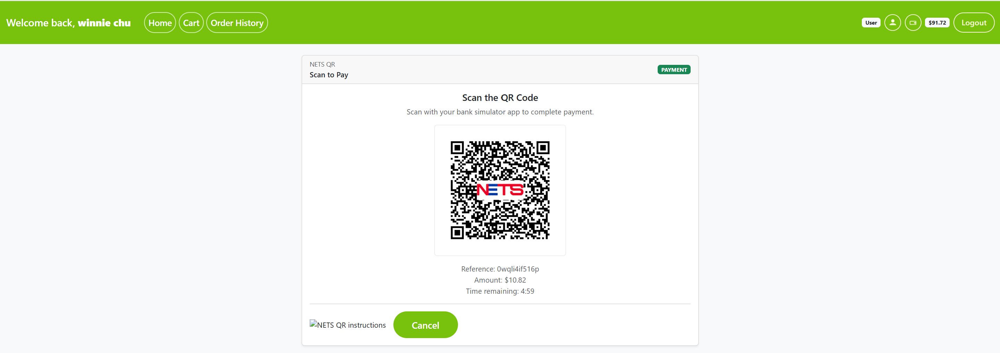 Welcome back, winnie chu Home Cart Order History User $91.72 Logout
NETS QR
Scan to Pay
PAYMENT
Scan the QR Code
Scan with your bank simulator app to complete payment.
NETS
Reference: 0wqli4if516p
Amount: $10.82
Time remaining: 4:59
NETS QR instructions Cancel